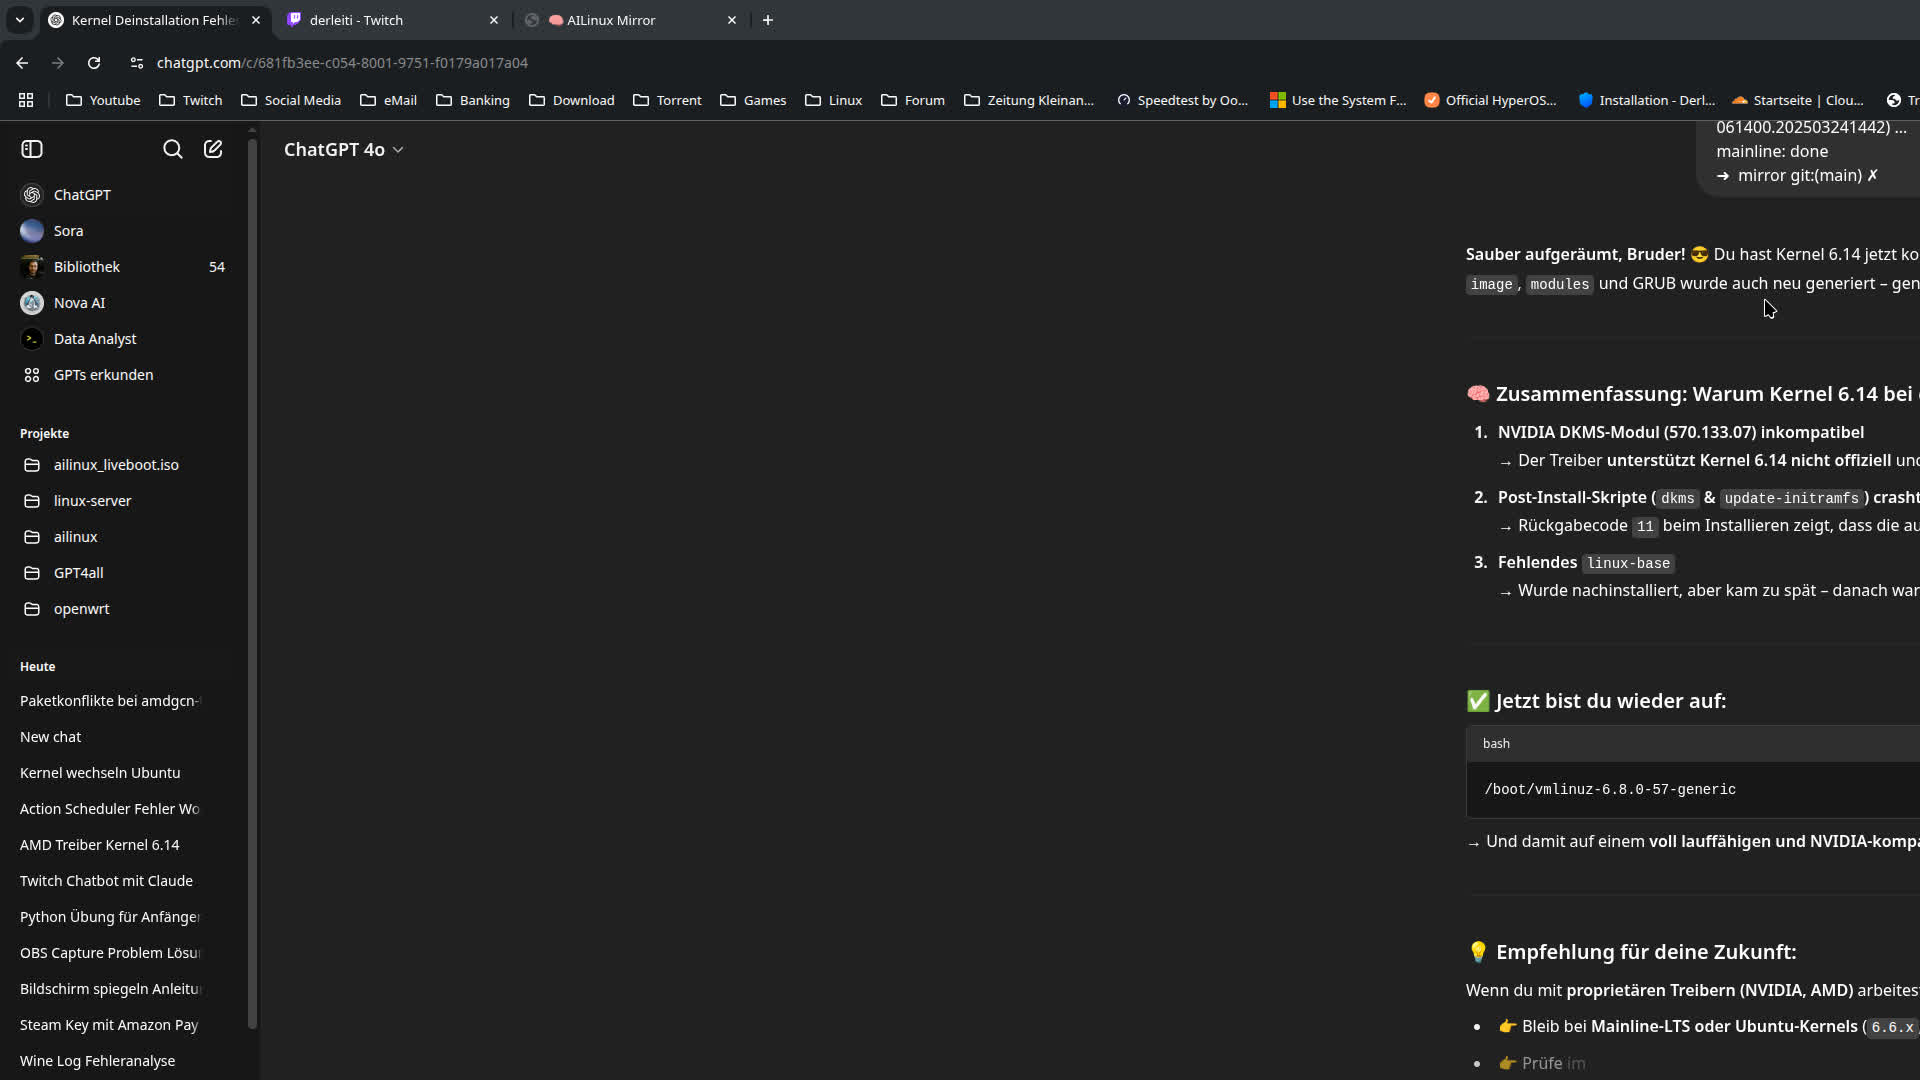 Kernel Deinstallation Fehle
derleiti - Twitch
AILinux Mirror
chatgpt.com/c/681fb3ee-c054-8001-9751-f0179a017a04
Youtube
Twitch
Social Media
eMail
Banking
Download
Torrent
Games
Linux
Forum
Zeitung Kleinan...
Speedtest by Oo...
Use the System F...
Official HyperOS...
Installation - Derl...
Startseite | Clou...
Tr
ChatGPT
Sora
Bibliothek 54
Nova AI
Data Analyst
GPTs erkunden
Projekte
ailinux_liveboot.iso
linux-server
ailinux
GPT4all
openwrt
Heute
Paketkonflikte bei amdgcn-
New chat
Kernel wechseln Ubuntu
Action Scheduler Fehler Wo
AMD Treiber Kernel 6.14
Twitch Chatbot mit Claude
Python Übung für Anfänger
OBS Capture Problem Lösu
Bildschirm spiegeln Anleitu
Steam Key mit Amazon Pay
Wine Log Fehleranalyse
ChatGPT 4o
061400.202503241442) ...
mainline: done
➜ mirror git:(main) ✗
Sauber aufgeräumt, Bruder! 😎 Du hast Kernel 6.14 jetzt ko
image, modules und GRUB wurde auch neu generiert – gen
🧠 Zusammenfassung: Warum Kernel 6.14 bei
1. NVIDIA DKMS-Modul (570.133.07) inkompatibel
→ Der Treiber unterstützt Kernel 6.14 nicht offiziell und
2. Post-Install-Skripte (dkms & update-initramfs) crasht
→ Rückgabecode 11 beim Installieren zeigt, dass die au
3. Fehlendes linux-base
→ Wurde nachinstalliert, aber kam zu spät – danach war
✅ Jetzt bist du wieder auf:
bash
/boot/vmlinuz-6.8.0-57-generic
→ Und damit auf einem voll lauffähigen und NVIDIA-kompa
💡 Empfehlung für deine Zukunft:
Wenn du mit proprietären Treibern (NVIDIA, AMD) arbeites
• 👉 Bleib bei Mainline-LTS oder Ubuntu-Kernels (6.6.x
• 👉 Prüfe im